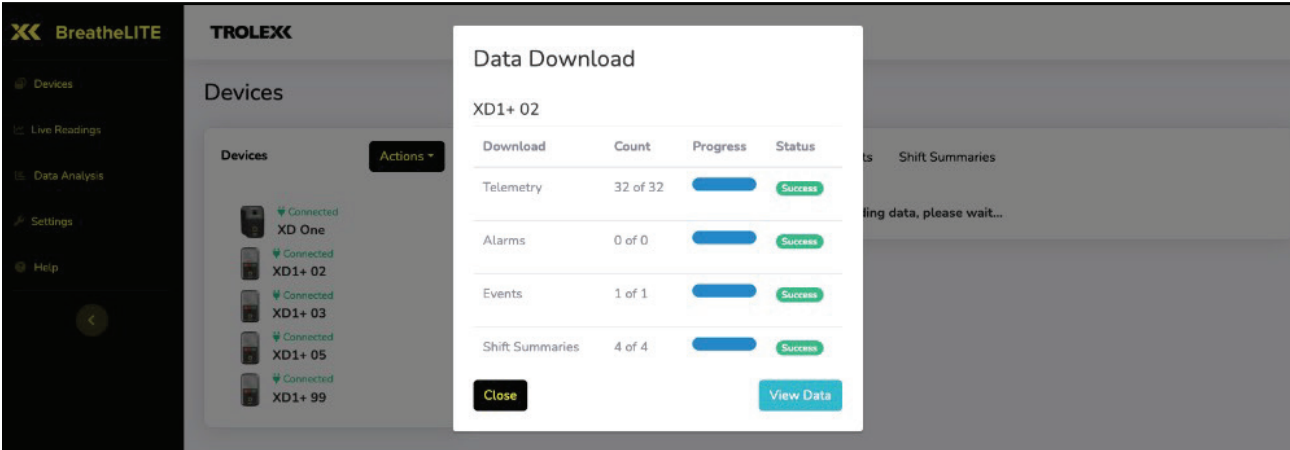 BreatheLITE
Devices
Live Readings
Data Analysis
Settings
Help
TROLEX
Devices
Devices
Actions
Connected
XD One
Connected
XD1+ 02
Connected
XD1+ 03
Connected
XD1+ 05
Connected
XD1+ 99
Data Download
XD1+ 02
Download Count Progress Status
Telemetry 32 of 32 Success
Alarms 0 of 0 Success
Events 1 of 1 Success
Shift Summaries 4 of 4 Success
Close View Data
ts Shift Summaries
ding data, please wait...